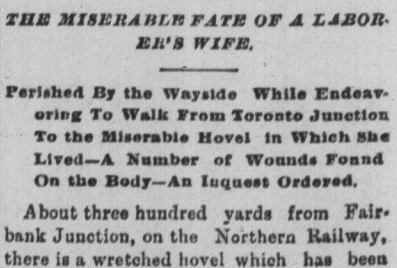 THE MISERABLE FATE OF A LABOR-
ER'S WIFE.
Perished By the Wayside While Endeav-
oring To Walk From Toronto Junction
To the Miserable Hovel in Which She
Lived—A Number of Wounds Found
On the Body—An Inquest Ordered.
About three hundred yards from Fair-
bank Junction, on the Northern Railway,
there is a wretched hovel which has been